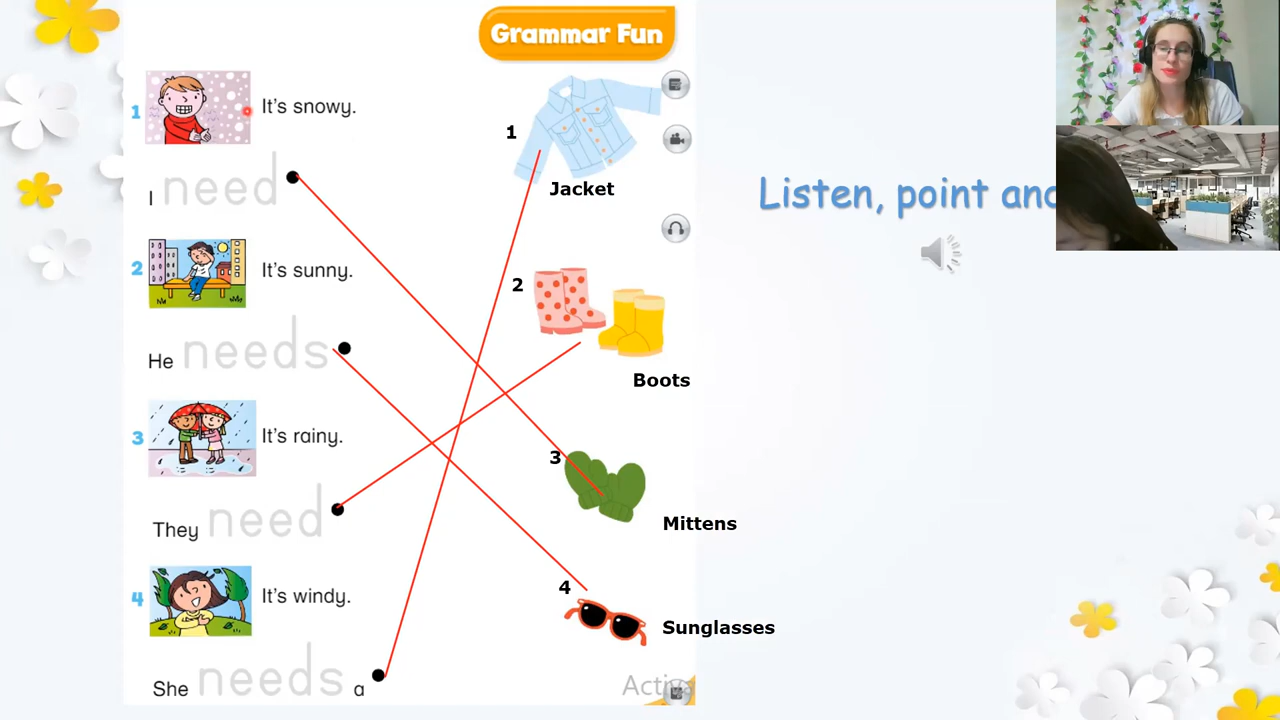 Grammar Fun
1 It's snowy.
I need
2 It's sunny.
He needs
3 It's rainy.
They need
4 It's windy.
She needs a
1
Jacket
2
Boots
3
Mittens
4
Sunglasses
Listen, point and